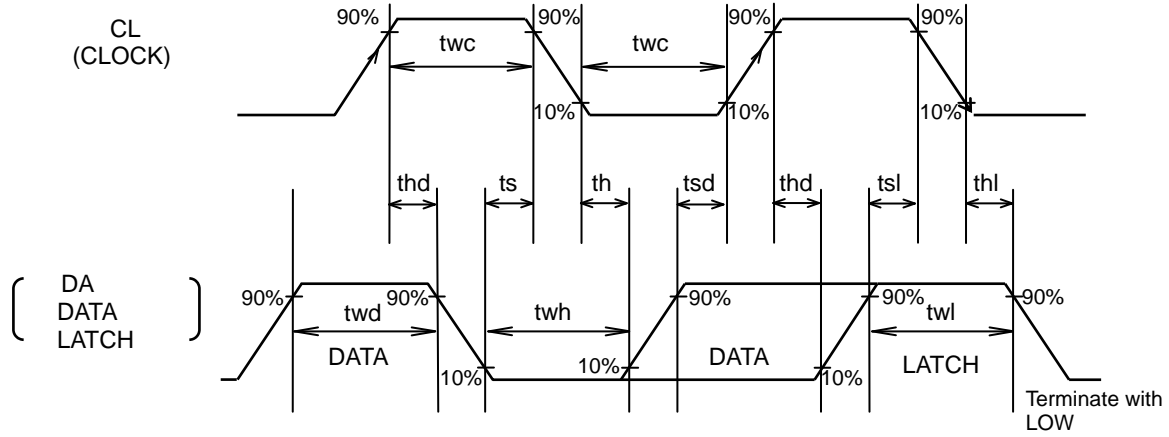 90% 90% 90% 90%
CL
(CLOCK)
twc twc
10% 10% 10%
thd ts th tsd thd tsl thl
DA
DATA
LATCH
90% 90% 90% 90% 90%
twd twh twl
DATA DATA LATCH
10% 10% 10%
Terminate with
LOW